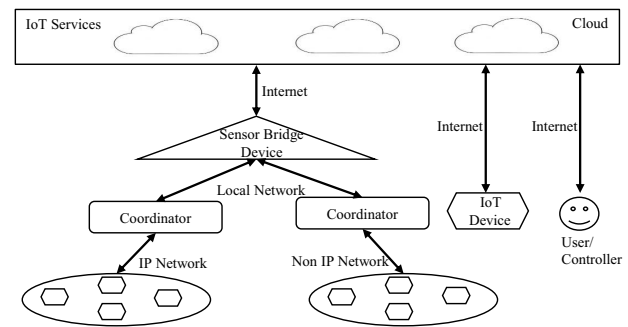 IoT Services
Cloud
Internet
Sensor Bridge
Device
Internet
Internet
Local Network
Coordinator
Coordinator
IoT
Device
User/
Controller
IP Network
Non IP Network